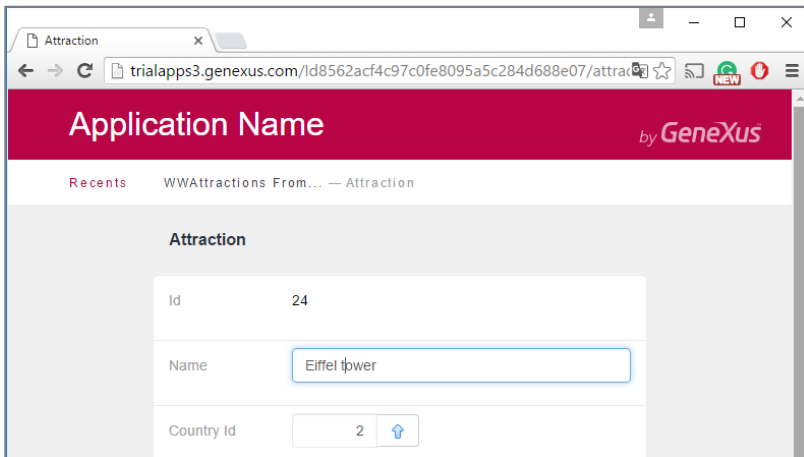 Attraction
trialapps3.genexus.com/Id8562acf4c97c0fe8095a5c284d688e07/attrac
NEW
Application Name
by GeneXus
Recents WWAttractions From... — Attraction
Attraction
Id 24
Name Eiffel tower
Country Id 2